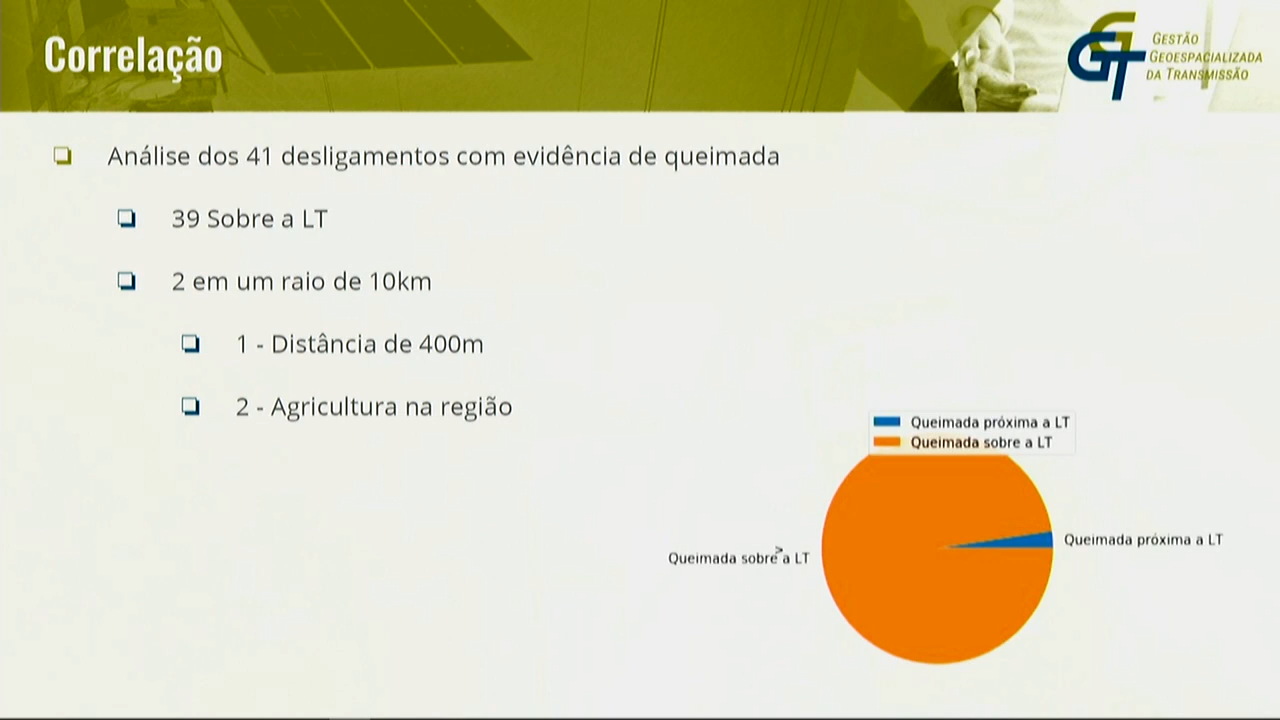 Correlação
GESTÃO
GEOESPACIALIZADA
DA TRANSMISSÃO
Análise dos 41 desligamentos com evidência de queimada
39 Sobre a LT
2 em um raio de 10km
1 - Distância de 400m
2 - Agricultura na região
Queimada próxima a LT
Queimada sobre a LT
Queimada próxima a LT
Queimada sobre a LT